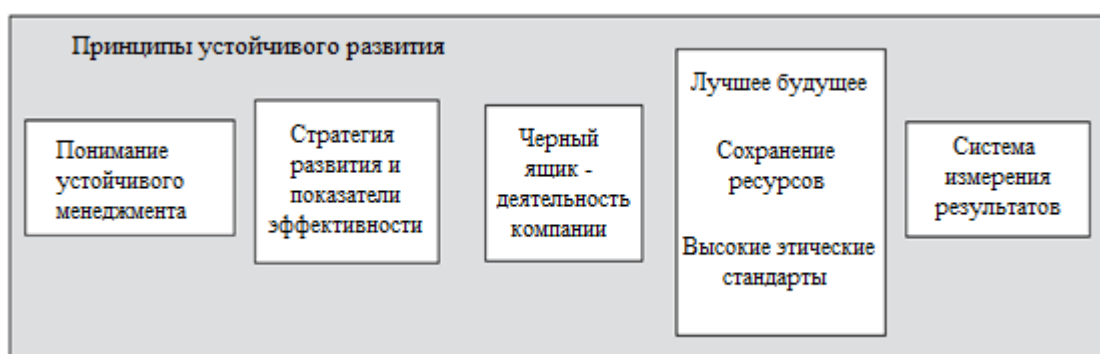 Принципы устойчивого развития
Понимание
устойчивого
менеджмента
Стратегия
развития и
показатели
эффективности
Черный
ящик -
деятельность
компании
Лучшее будущее
Сохранение
ресурсов
Высокие этические
стандарты
Система
измерения
результатов